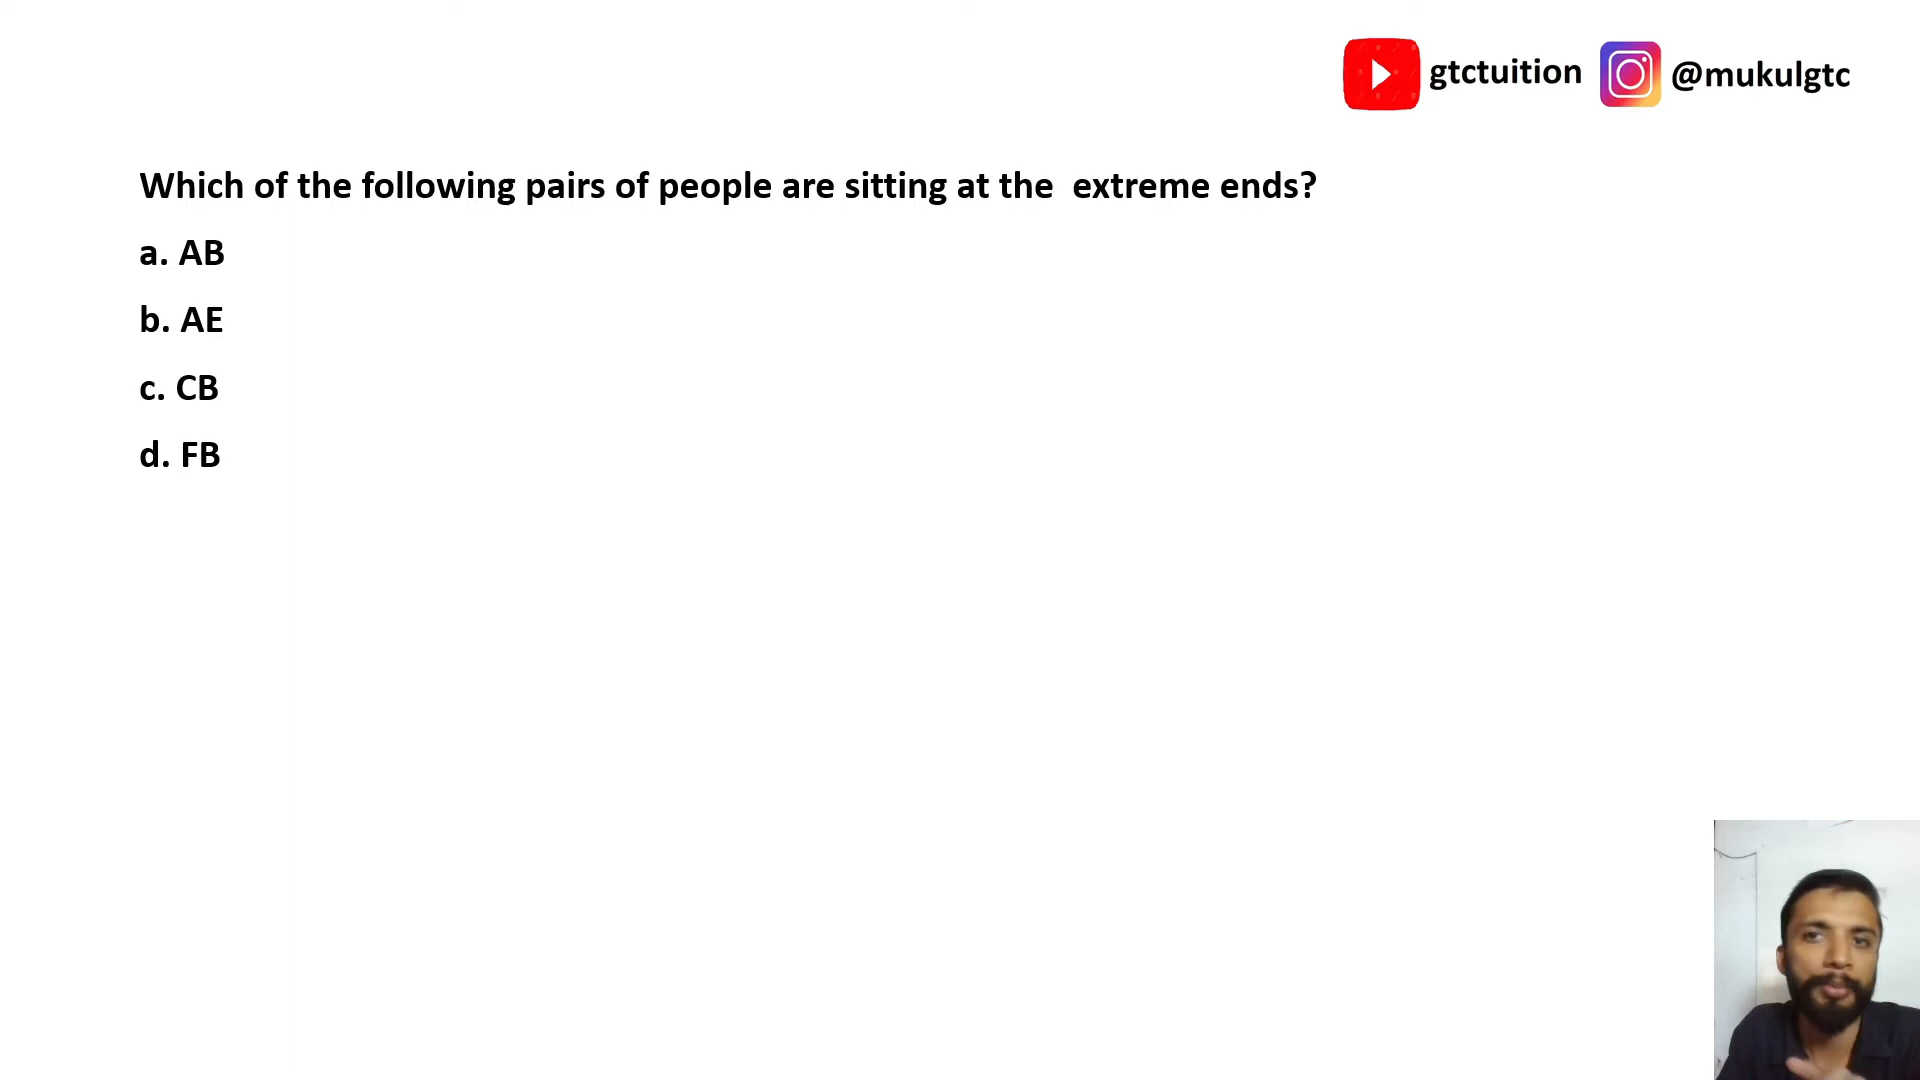 gtctuition @mukulgtc
Which of the following pairs of people are sitting at the  extreme ends?
a. AB
b. AE
c. CB
d. FB